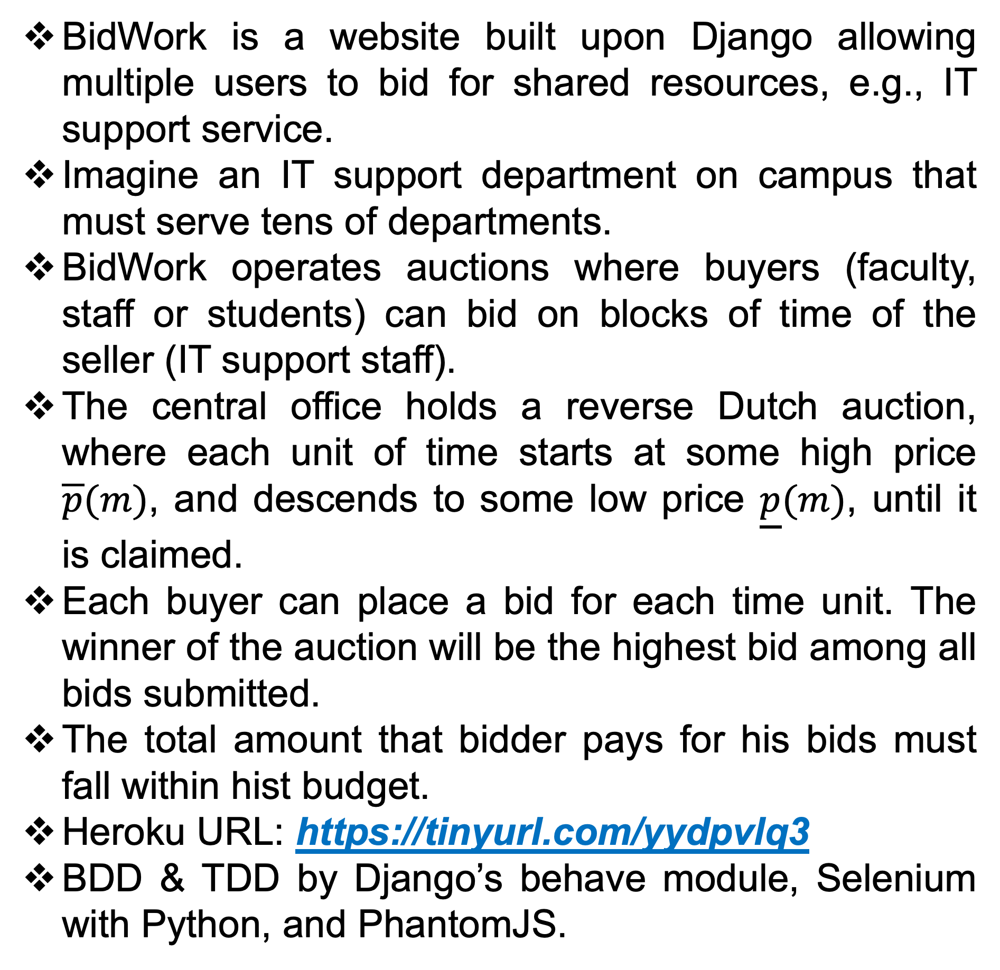 ❖ BidWork is a website built upon Django allowing
multiple users to bid for shared resources, e.g., IT
support service.
❖ Imagine an IT support department on campus that
must serve tens of departments.
❖ BidWork operates auctions where buyers (faculty,
staff or students) can bid on blocks of time of the
seller (IT support staff).
❖ The central office holds a reverse Dutch auction,
where each unit of time starts at some high price
p̅(m), and descends to some low price p̲(m), until it
is claimed.
❖ Each buyer can place a bid for each time unit. The
winner of the auction will be the highest bid among all
bids submitted.
❖ The total amount that bidder pays for his bids must
fall within hist budget.
❖ Heroku URL: https://tinyurl.com/yydpvlq3
❖ BDD & TDD by Django’s behave module, Selenium
with Python, and PhantomJS.